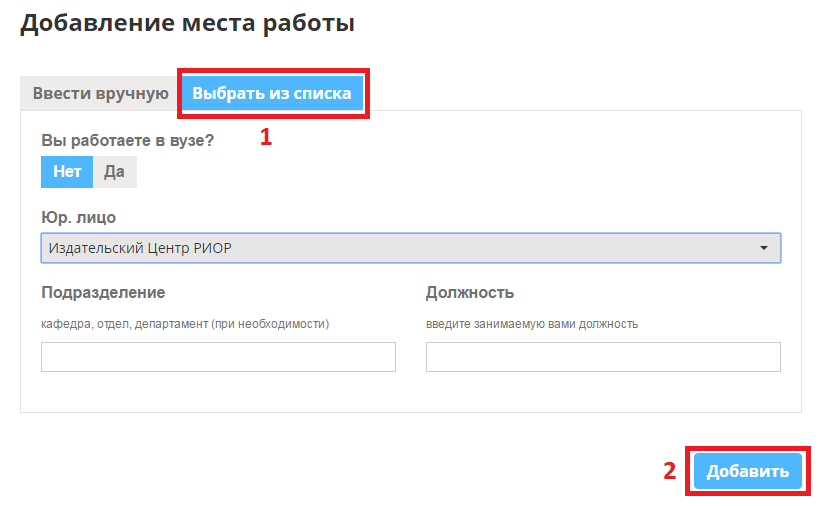 Добавление места работы
Ввести вручную Выбрать из списка
1
Вы работаете в вузе?
Нет Да
Юр. лицо
Издательский Центр РИОР
Подразделение Должность
кафедра, отдел, департамент (при необходимости) введите занимаемую вами должность
2 Добавить